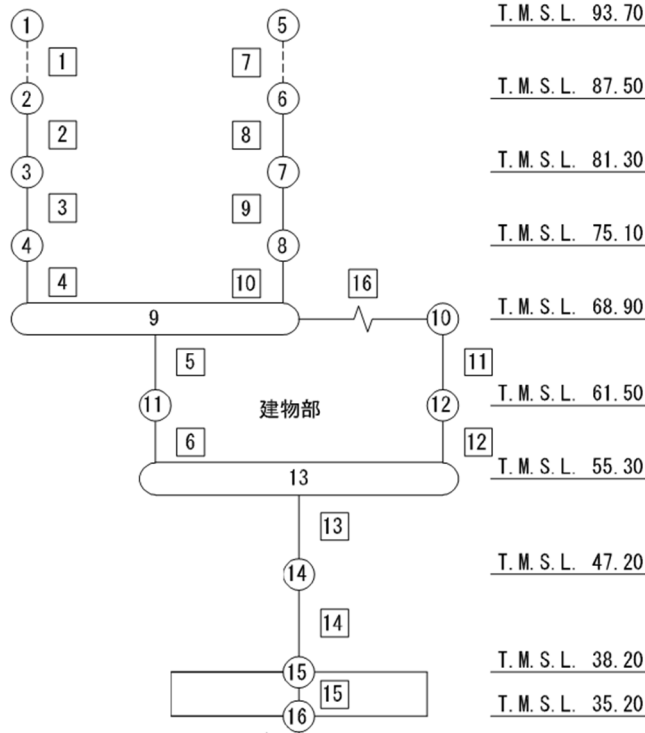 1 5 T.M.S.L. 93.70
1 7
2 6 T.M.S.L. 87.50
2 8
3 7 T.M.S.L. 81.30
3 9
4 8 T.M.S.L. 75.10
4 10 16
9 10 T.M.S.L. 68.90
5 11
11 建物部 12 T.M.S.L. 61.50
6 12
13 T.M.S.L. 55.30
13
14 T.M.S.L. 47.20
14
15 T.M.S.L. 38.20
15
16 T.M.S.L. 35.20